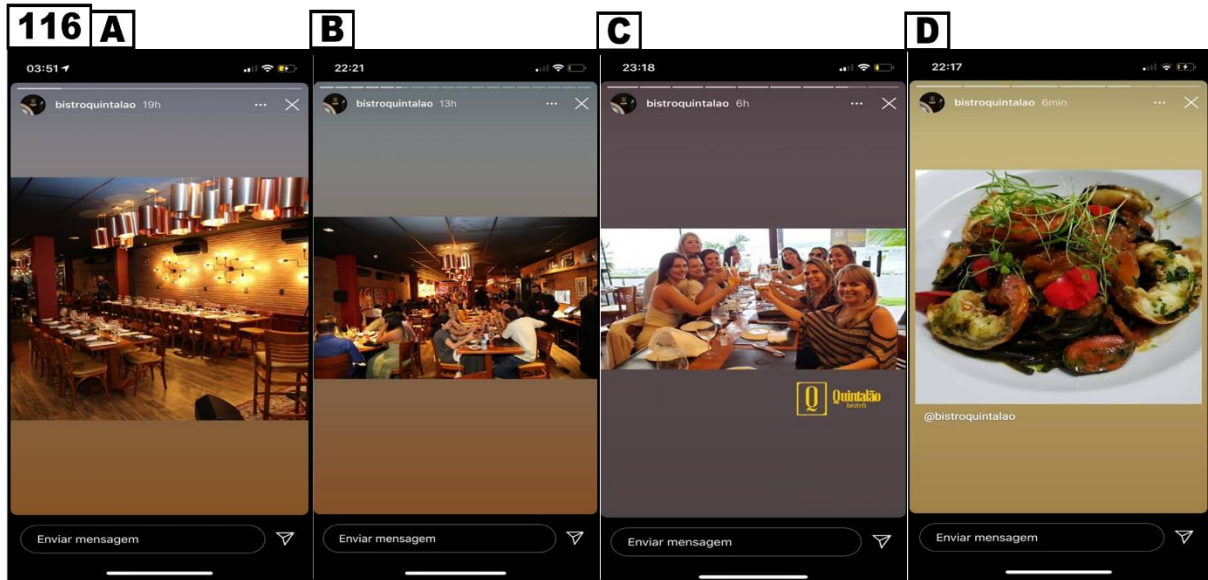 116 A
B
C
D
03:51
bistroquintalao 19h
Enviar mensagem
22:21
bistroquintalao 13h
Enviar mensagem
23:18
bistroquintalao 6h
Q Quintalão
bistrô
Enviar mensagem
22:17
bistroquintalao 6min
@bistroquintalao
Enviar mensagem